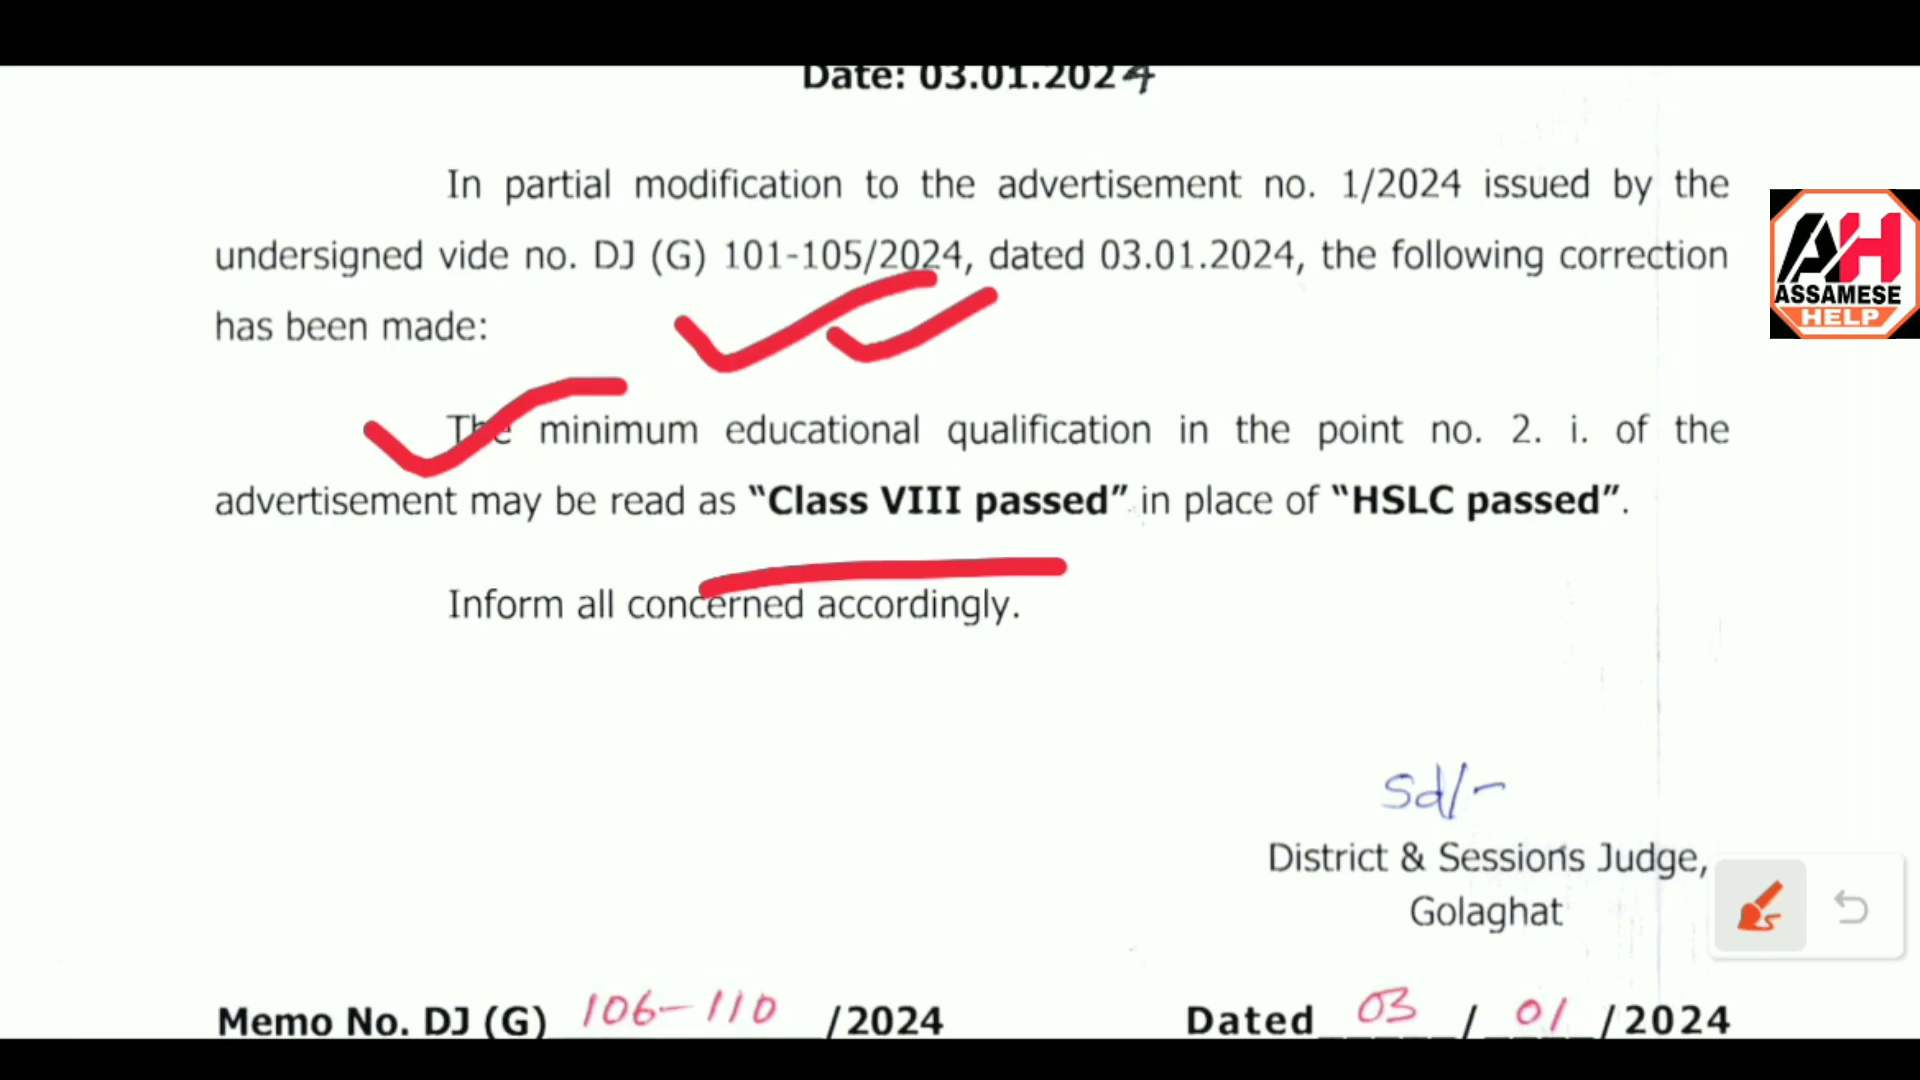 Date: 03.01.2024
In partial modification to the advertisement no. 1/2024 issued by the
undersigned vide no. DJ (G) 101-105/2024, dated 03.01.2024, the following correction
has been made:
The minimum educational qualification in the point no. 2. i. of the
advertisement may be read as “Class VIII passed” in place of “HSLC passed”.
Inform all concerned accordingly.
Sd/-
District & Sessions Judge,
Golaghat
Memo No. DJ (G) 106-110 /2024 Dated 03 / 01 /2024
AH
ASSAMESE
HELP